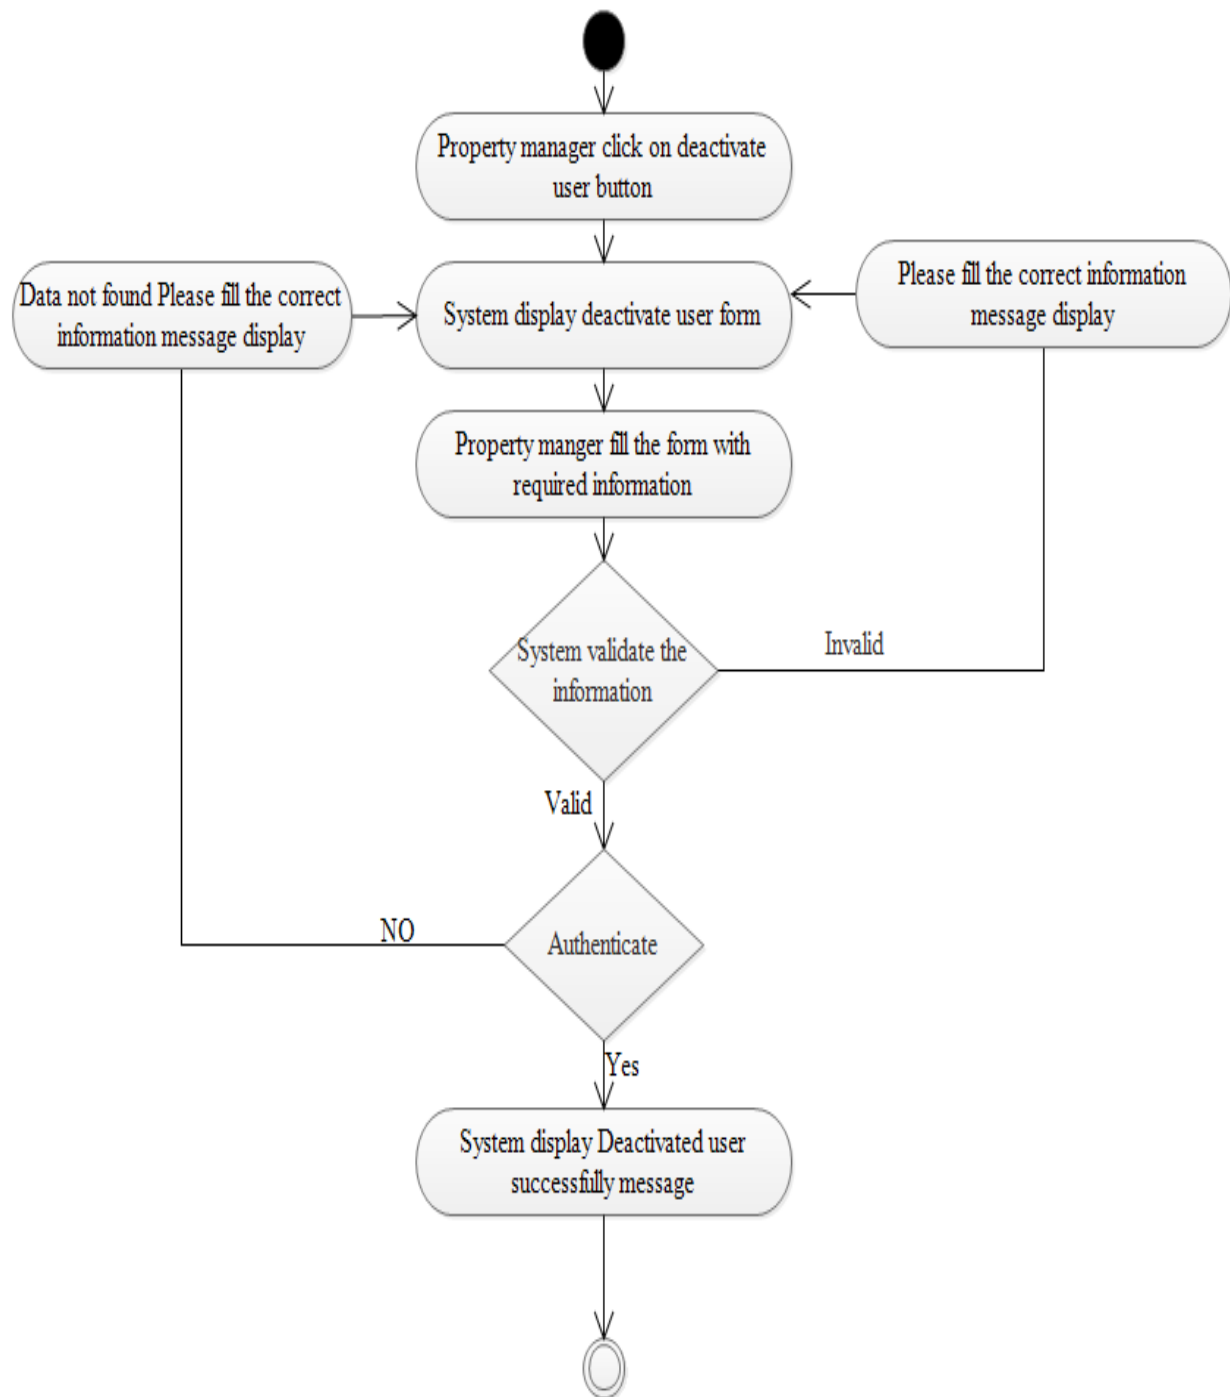 Property manager click on deactivate
user button
Data not found Please fill the correct
information message display
System display deactivate user form
Please fill the correct information
message display
Property manger fill the form with
required information
System validate the
information
Invalid
Valid
NO
Authenticate
Yes
System display Deactivated user
successfully message